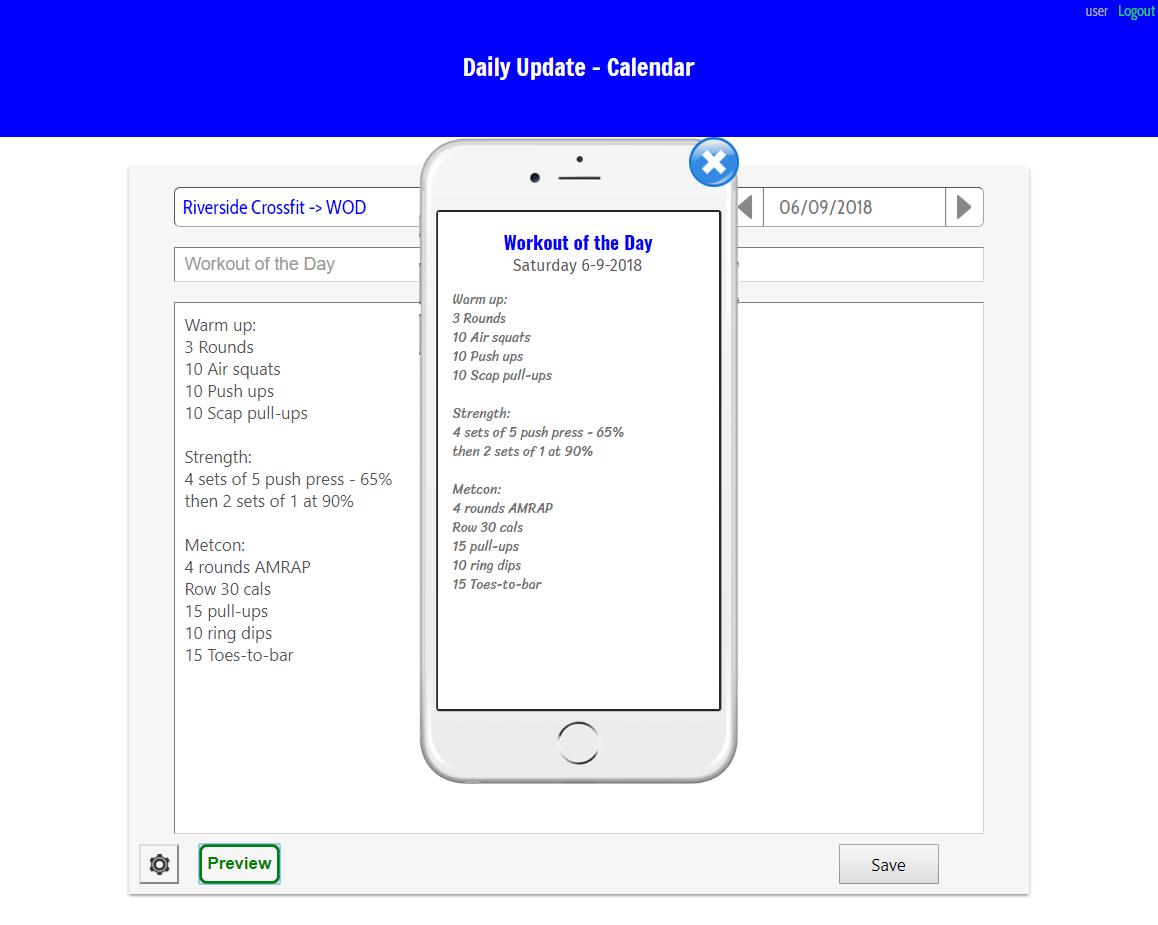 user Logout
Daily Update - Calendar
Riverside Crossfit -> WOD
06/09/2018
Workout of the Day
Warm up:
3 Rounds
10 Air squats
10 Push ups
10 Scap pull-ups
Strength:
4 sets of 5 push press - 65%
then 2 sets of 1 at 90%
Metcon:
4 rounds AMRAP
Row 30 cals
15 pull-ups
10 ring dips
15 Toes-to-bar
Workout of the Day
Saturday 6-9-2018
Warm up:
3 Rounds
10 Air squats
10 Push ups
10 Scap pull-ups
Strength:
4 sets of 5 push press - 65%
then 2 sets of 1 at 90%
Metcon:
4 rounds AMRAP
Row 30 cals
15 pull-ups
10 ring dips
15 Toes-to-bar
Preview
Save